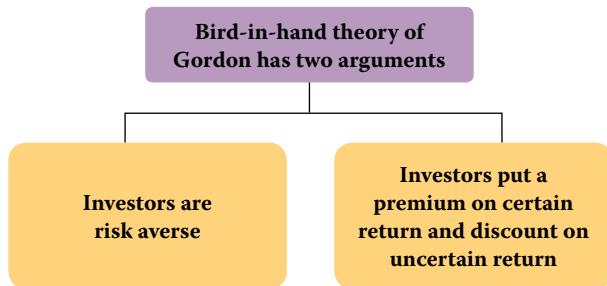 Bird-in-hand theory of
Gordon has two arguments
Investors are
risk averse
Investors put a
premium on certain
return and discount on
uncertain return